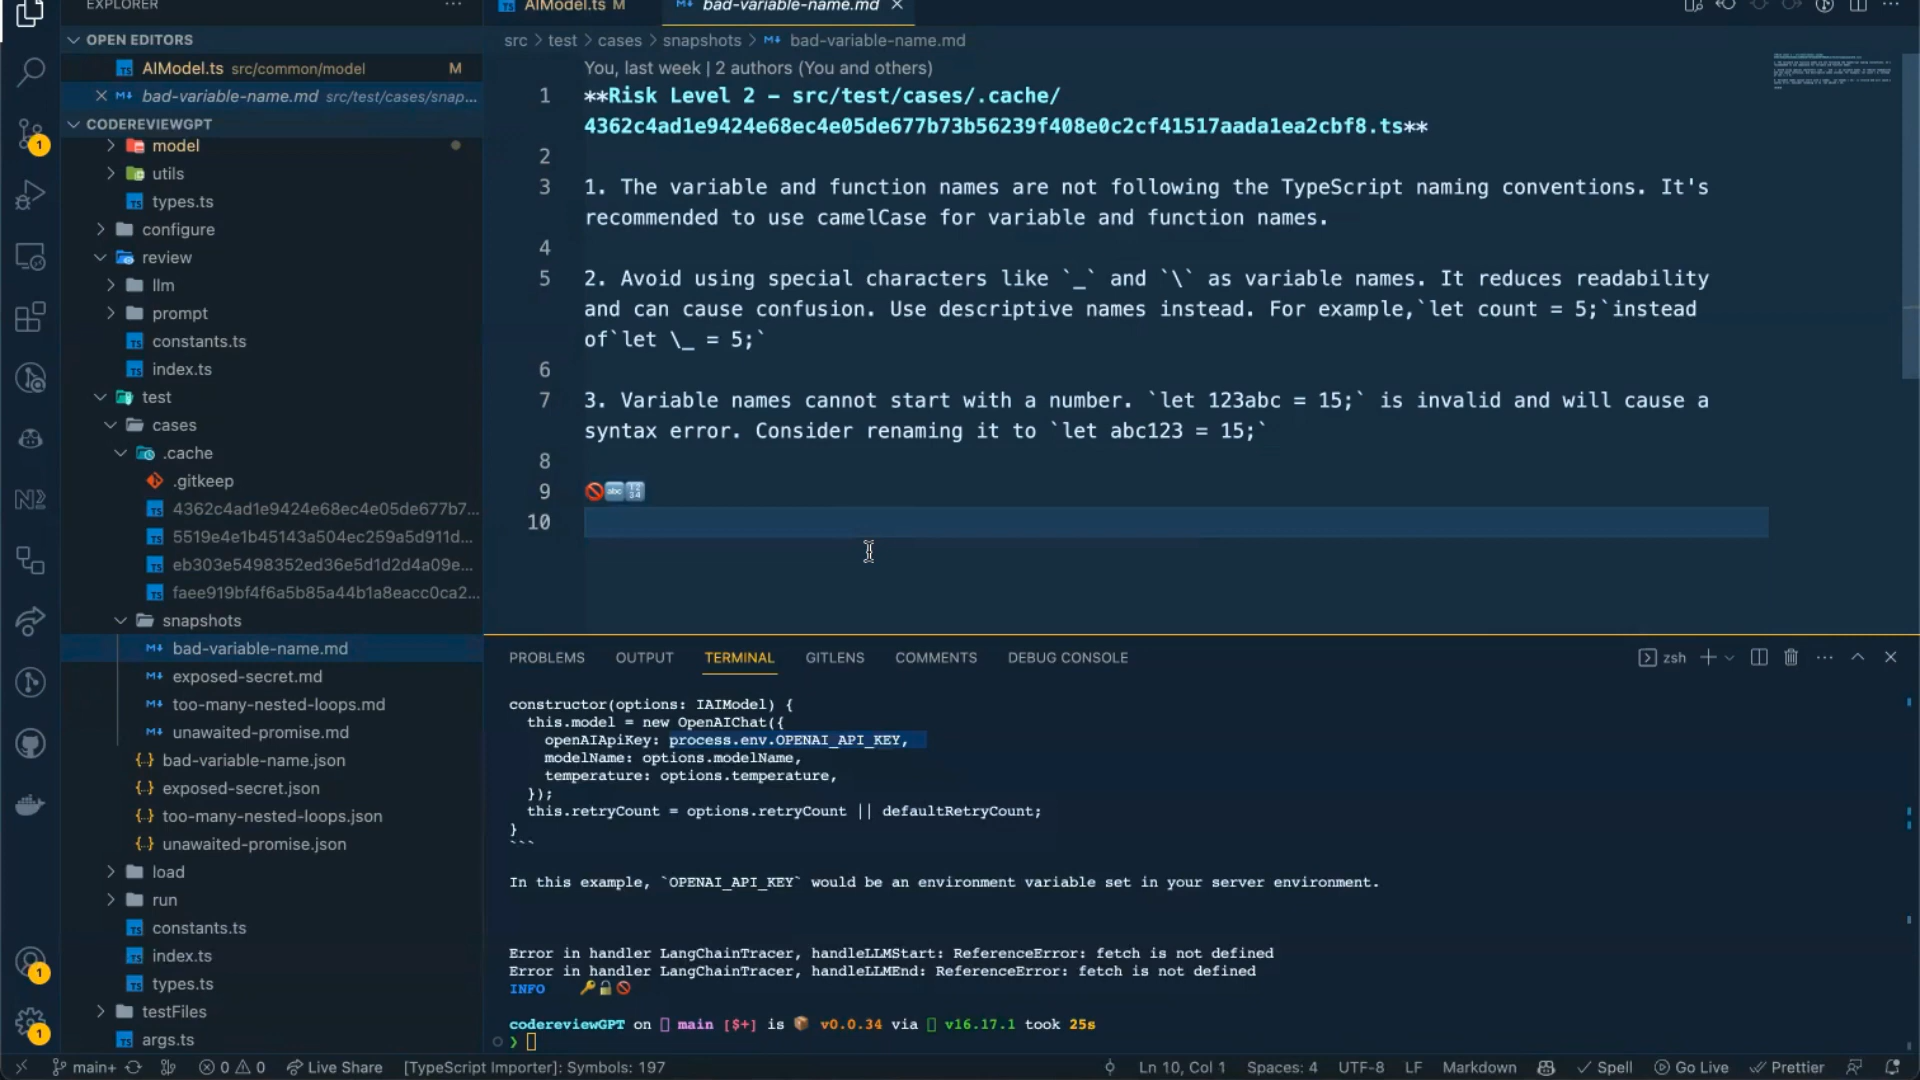 EXPLORER
OPEN EDITORS
AIModel.ts src/common/model M
bad-variable-name.md src/test/cases/snap...
CODEREVIEWGPT
model
utils
types.ts
configure
review
llm
prompt
constants.ts
index.ts
test
cases
.cache
.gitkeep
4362c4ad1e9424e68ec4e05de677b7...
5519e4e1b45143a504ec259a5d911d...
eb303e5498352ed36e5d1d2d4a09e...
faee919bf4f6a5b85a44b1a8eacc0ca2...
snapshots
bad-variable-name.md
exposed-secret.md
too-many-nested-loops.md
unawaited-promise.md
bad-variable-name.json
exposed-secret.json
too-many-nested-loops.json
unawaited-promise.json
load
run
constants.ts
index.ts
types.ts
testFiles
args.ts
AIModel.ts M
bad-variable-name.md
src > test > cases > snapshots > bad-variable-name.md
You, last week | 2 authors (You and others)
1 **Risk Level 2 – src/test/cases/.cache/
4362c4ad1e9424e68ec4e05de677b73b56239f408e0c2cf41517aada1ea2cbf8.ts**
2
3 1. The variable and function names are not following the TypeScript naming conventions. It's
recommended to use camelCase for variable and function names.
4
5 2. Avoid using special characters like `_` and `\` as variable names. It reduces readability
and can cause confusion. Use descriptive names instead. For example,`let count = 5;`instead
of`let \_ = 5;`
6
7 3. Variable names cannot start with a number. `let 123abc = 15;` is invalid and will cause a
syntax error. Consider renaming it to `let abc123 = 15;`
8
9 🚫🔤🔢
10
PROBLEMS OUTPUT TERMINAL GITLENS COMMENTS DEBUG CONSOLE
zsh
constructor(options: IAIModel) {
this.model = new OpenAIChat({
openAIApiKey: process.env.OPENAI_API_KEY,
modelName: options.modelName,
temperature: options.temperature,
});
this.retryCount = options.retryCount || defaultRetryCount;
}
```
In this example, `OPENAI_API_KEY` would be an environment variable set in your server environment.
Error in handler LangChainTracer, handleLLMStart: ReferenceError: fetch is not defined
Error in handler LangChainTracer, handleLLMEnd: ReferenceError: fetch is not defined
INFO 🔑🔒🚫
codereviewGPT on main [$+] is 📦 v0.0.34 via v16.17.1 took 25s
❯
1
1
1
main+ 0 0 Live Share [TypeScript Importer]: Symbols: 197
Ln 10, Col 1 Spaces: 4 UTF-8 LF Markdown Spell Go Live Prettier